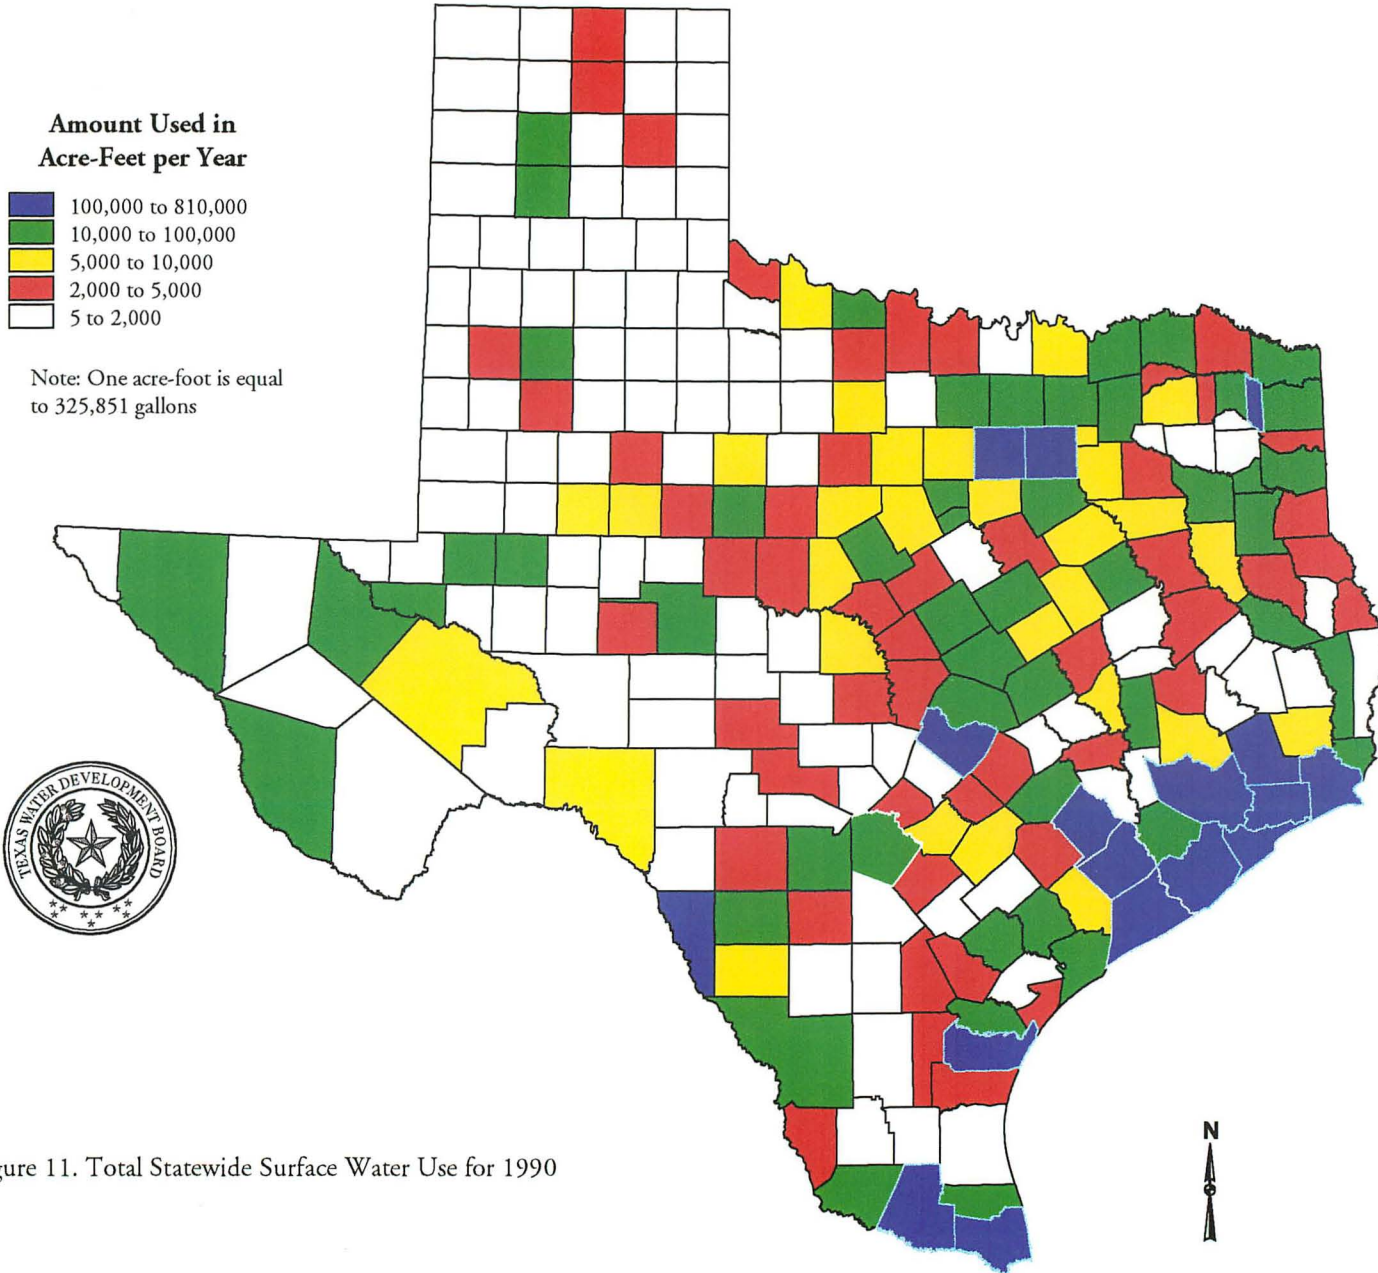 Amount Used in
Acre-Feet per Year
100,000 to 810,000
10,000 to 100,000
5,000 to 10,000
2,000 to 5,000
5 to 2,000
Note: One acre-foot is equal
to 325,851 gallons
TEXAS WATER DEVELOPMENT BOARD
N
gure 11. Total Statewide Surface Water Use for 1990